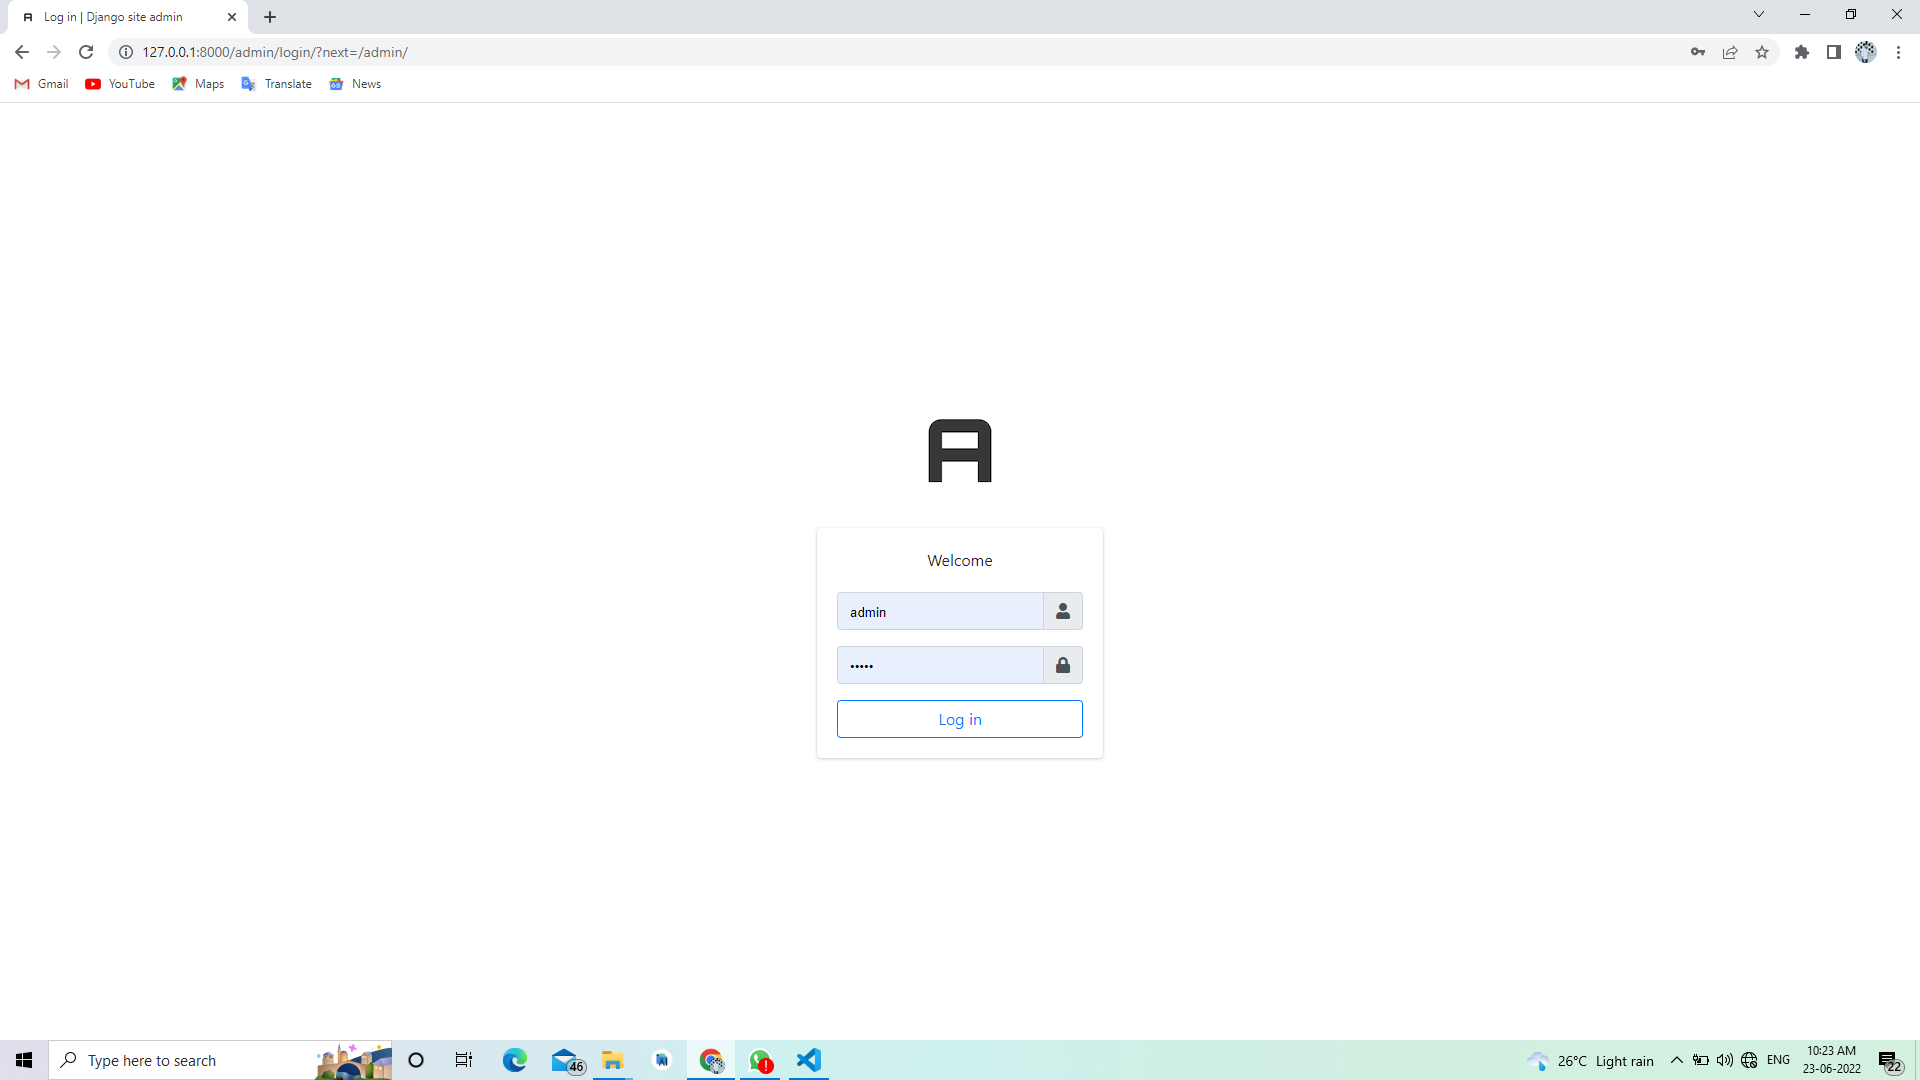 Log in | Django site admin
127.0.0.1:8000/admin/login/?next=/admin/
Gmail YouTube Maps Translate News
A
Welcome
admin
•••••
Log in
Type here to search
46
26°C Light rain
ENG
10:23 AM
23-06-2022
22